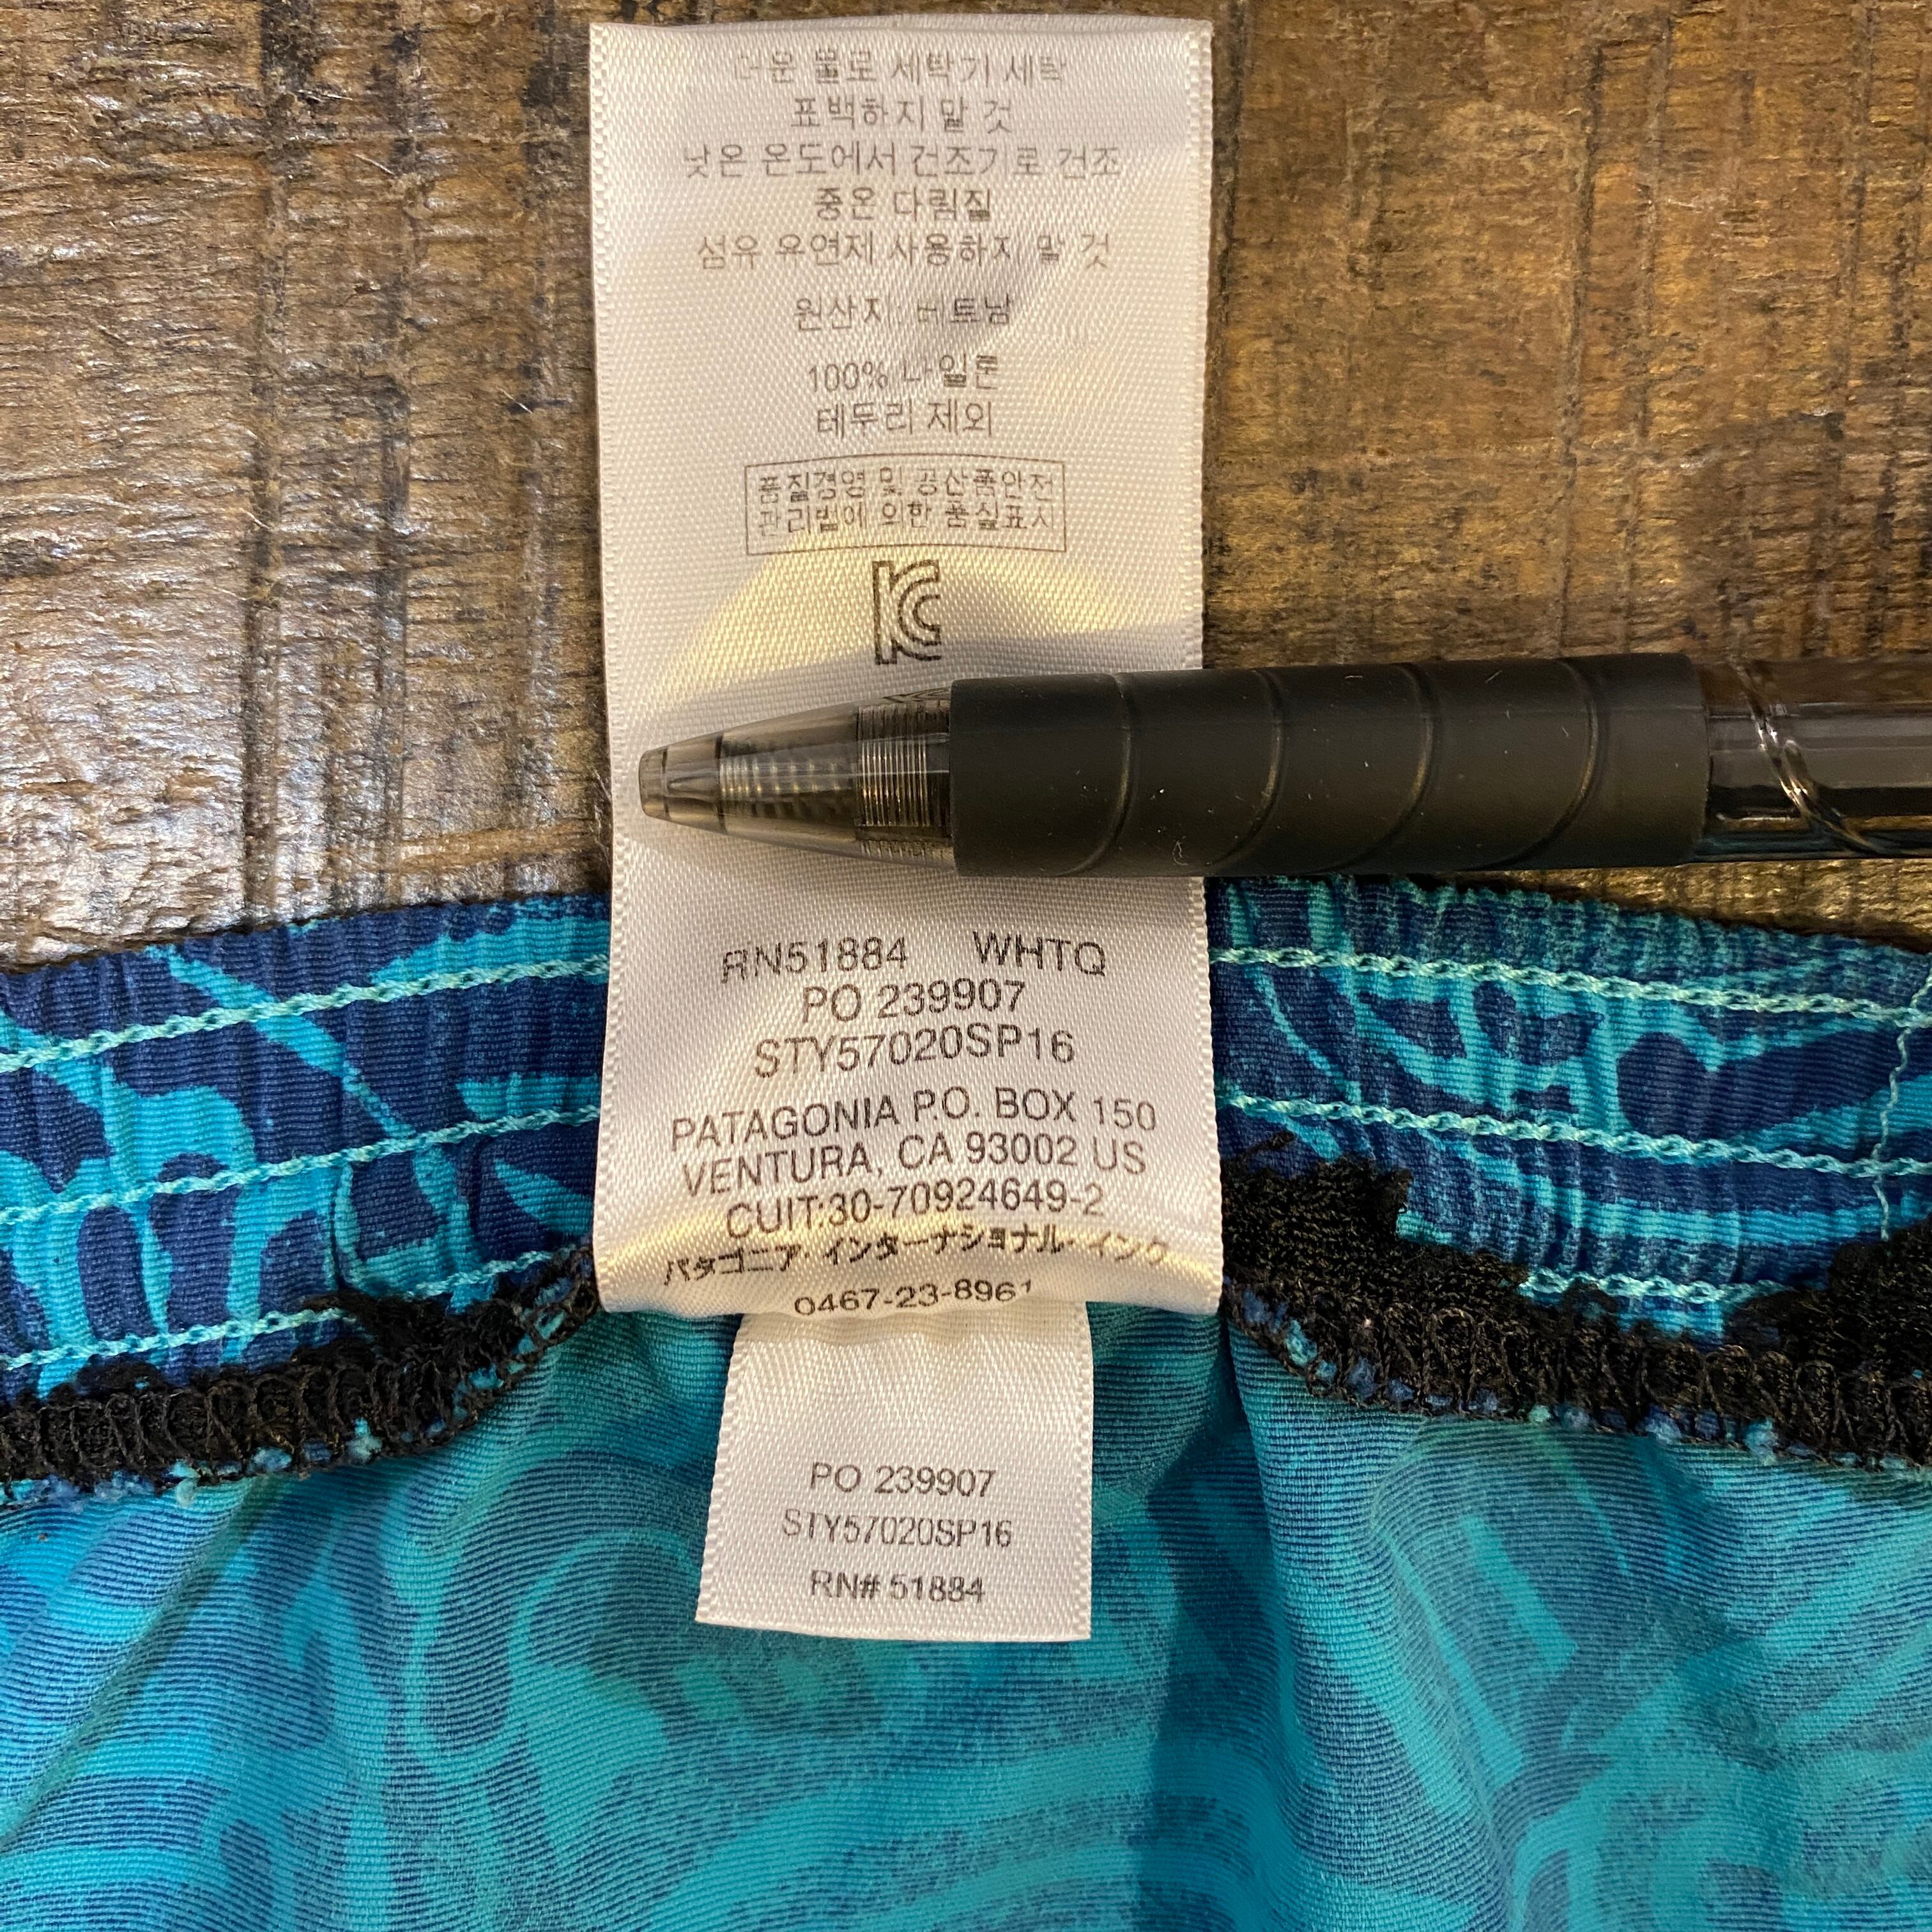 더운 물로 세탁기 세탁
표백하지 말 것
낮은 온도에서 건조기로 건조
중온 다림질
섬유 유연제 사용하지 말 것
원산지: 베트남
100% 나일론
테두리 제외
품질경영 및 공산품안전
관리법에 의한 품질표시
RN51884 WHTQ
PO 239907
STY57020SP16
PATAGONIA P.O. BOX 150
VENTURA, CA 93002 US
CUIT:30-70924649-2
パタゴニア・インターナショナル・インク
0467-23-8961
PO 239907
STY57020SP16
RN# 51884